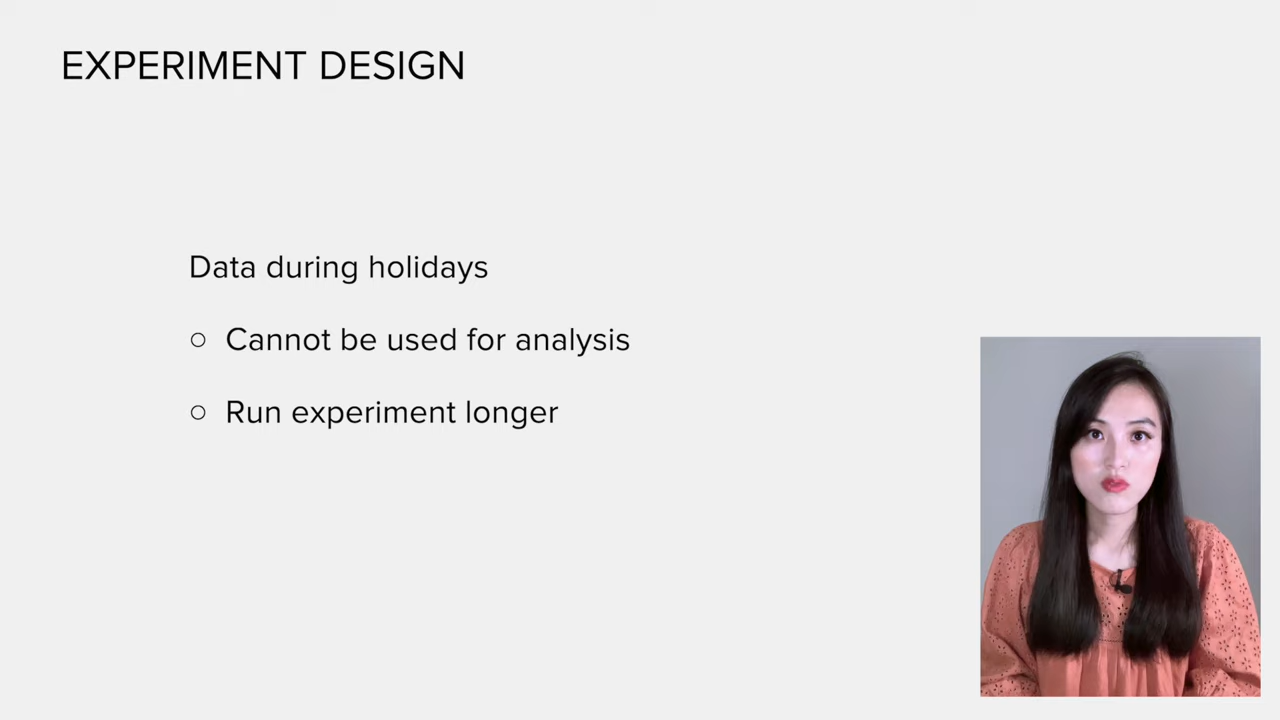 EXPERIMENT DESIGN
Data during holidays
○ Cannot be used for analysis
○ Run experiment longer